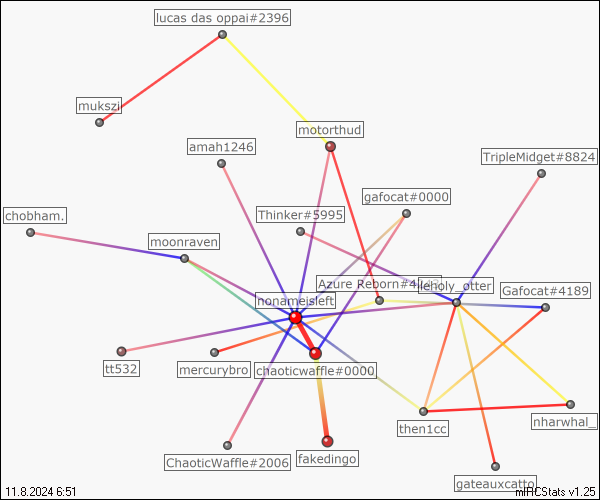 lucas das oppai#2396
mukszi
motorthud
amah1246
TripleMidget#8824
gafocat#0000
chobham.
Thinker#5995
moonraven
Azure Reborn#4
leholy_otter
Gafocat#4189
nonameisleft
tt532
mercurybro
chaoticwaffle#0000
nharwhal_
then1cc
fakedingo
ChaoticWaffle#2006
gateauxcatto
11.8.2024 6:51
mIRCStats v1.25